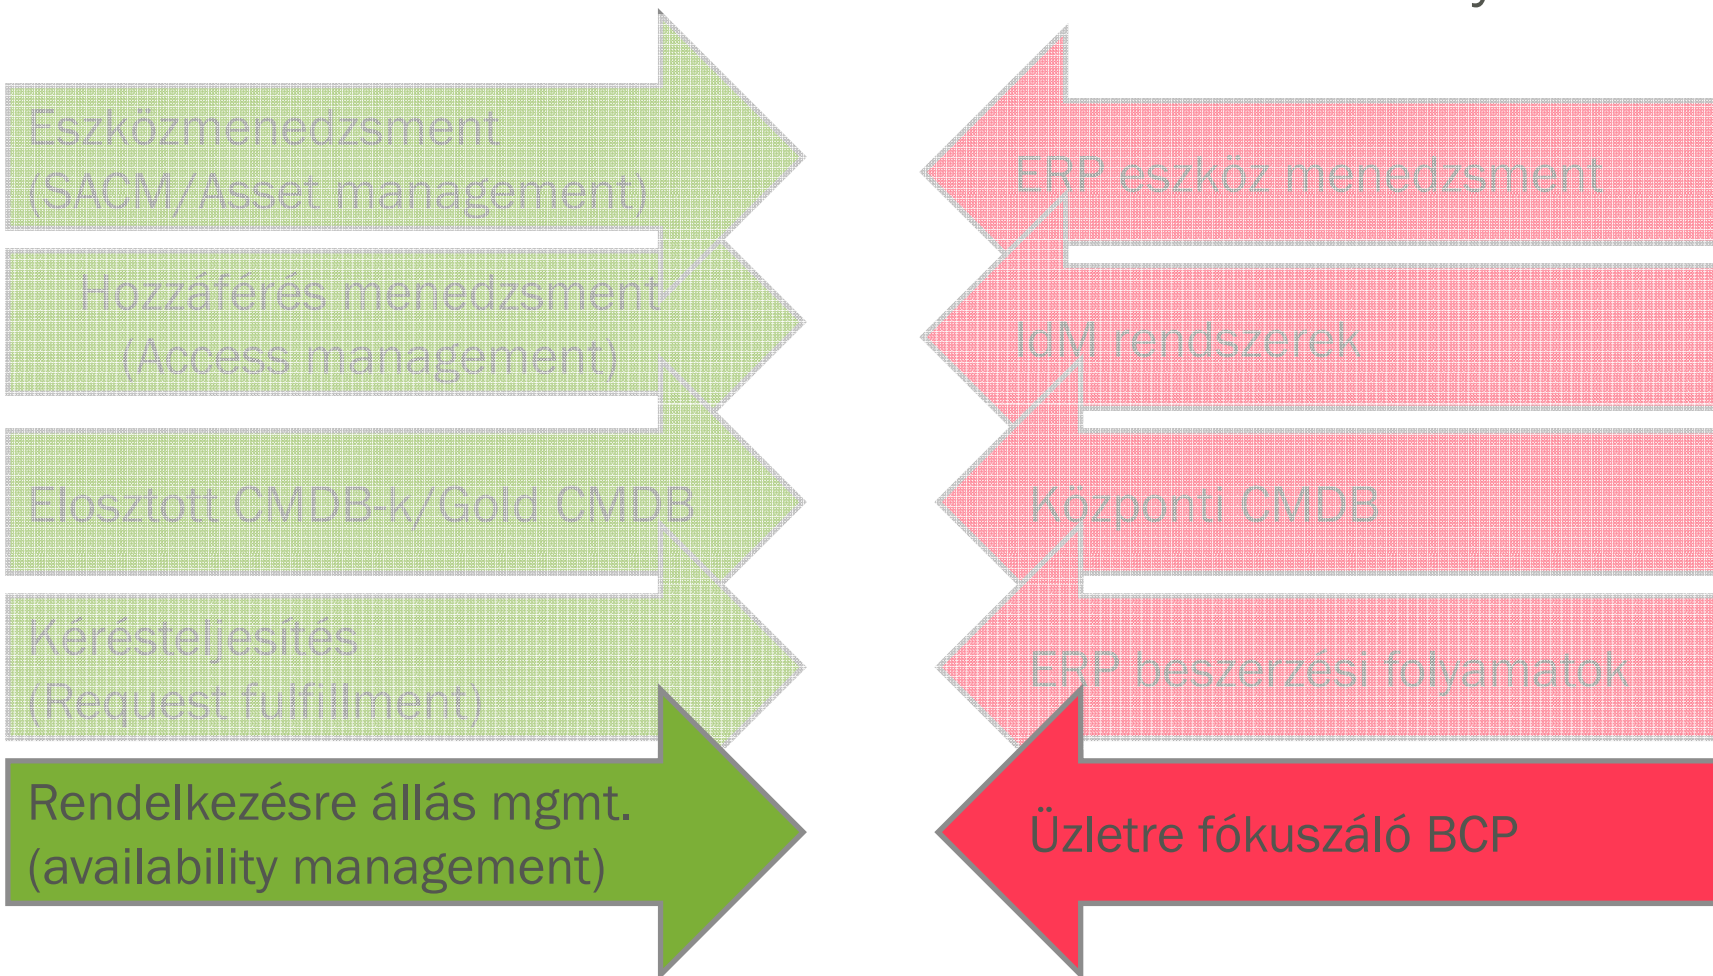 Eszközmenedzsment
(SACM/Asset management)
ERP eszköz menedzsment
Hozzáférés menedzsment
(Access management)
IdM rendszerek
Elosztott CMDB-k/Gold CMDB
Központi CMDB
Kérésteljesítés
(Request fulfillment)
ERP beszerzési folyamatok
Rendelkezésre állás mgmt.
(availability management)
Üzletre fókuszáló BCP